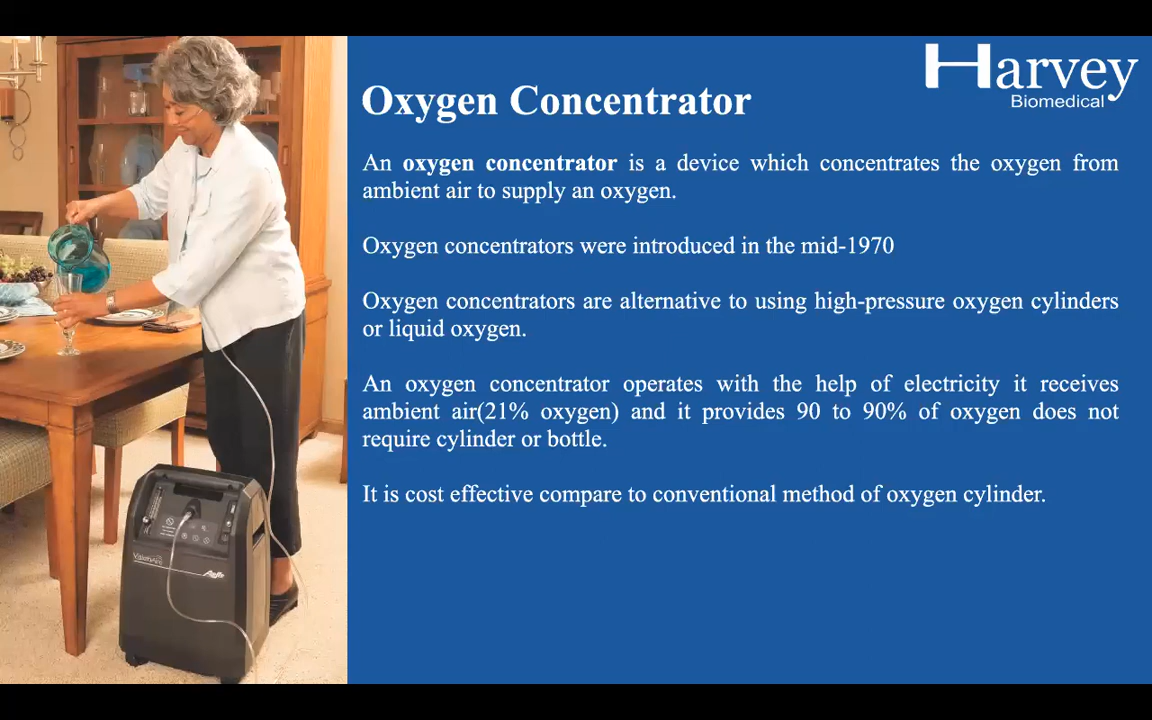 Harvey
Biomedical
Oxygen Concentrator
An oxygen concentrator is a device which concentrates the oxygen from
ambient air to supply an oxygen.
Oxygen concentrators were introduced in the mid-1970
Oxygen concentrators are alternative to using high-pressure oxygen cylinders
or liquid oxygen.
An oxygen concentrator operates with the help of electricity it receives
ambient air(21% oxygen) and it provides 90 to 90% of oxygen does not
require cylinder or bottle.
It is cost effective compare to conventional method of oxygen cylinder.
VisionAire
AirSep